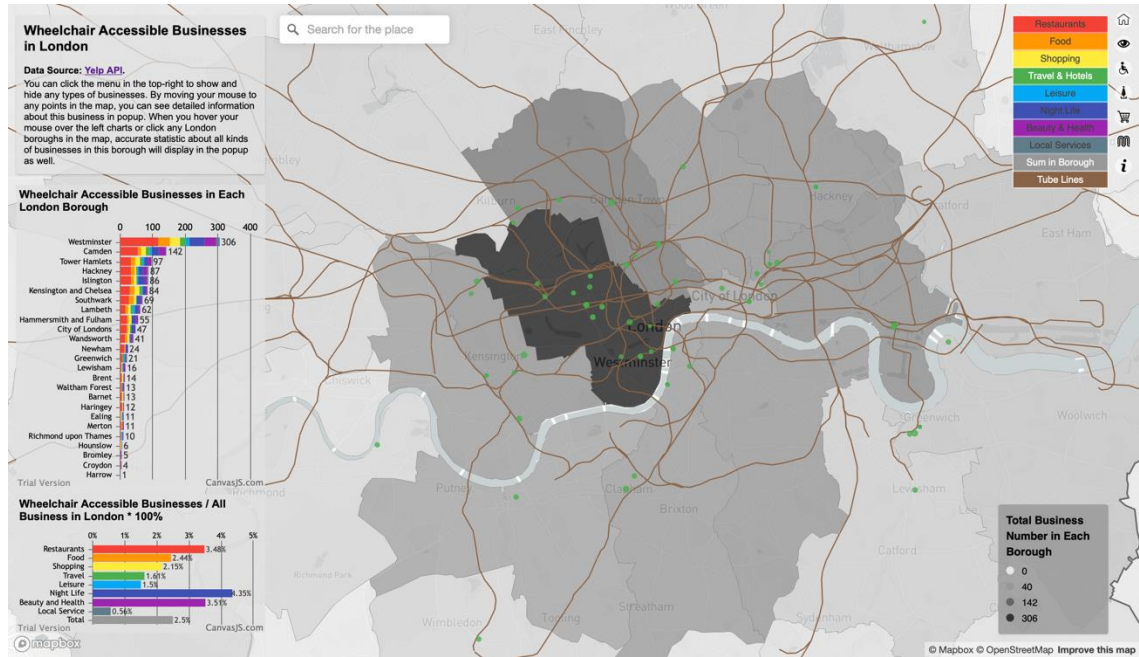 Wheelchair Accessible Businesses
in London
Data Source: Yelp API.
You can click the menu in the top-right to show and
hide any types of businesses. By moving your mouse to
any points in the map, you can see detailed information
about this business in popup. When you hover your
mouse over the left charts or click any London
boroughs in the map, accurate statistic about all kinds
of businesses in this borough will display in the popup
as well.
Search for the place
Wheelchair Accessible Businesses in Each
London Borough
0 100 200 300 400
Westminster 306
Camden 142
Tower Hamlets 97
Hackney 87
Islington 86
Kensington and Chelsea 84
Southwark 69
Lambeth 62
Hammersmith and Fulham 55
City of Londons 47
Wandsworth 41
Newham 24
Greenwich 21
Lewisham 16
Brent 14
Waltham Forest 13
Barnet 13
Haringey 12
Ealing 11
Merton 11
Richmond upon Thames 10
Hounslow 6
Bromley 5
Croydon 4
Harrow 1
Trial Version CanvasJS.com
Wheelchair Accessible Businesses / All
Business in London * 100%
0% 1% 2% 3% 4% 5%
Restaurants 3.48%
Food 2.44%
Shopping 2.15%
Travel 1.61%
Leisure 1.5%
Night Life 4.35%
Beauty and Health 3.51%
Local Service 0.56%
Total 2.5%
Trial Version CanvasJS.com
mapbox
Restaurants
Food
Shopping
Travel & Hotels
Leisure
Night Life
Beauty & Health
Local Services
Sum in Borough
Tube Lines
East Finchley
Kilburn
Camden Town
Hackney
East Ham
City of London
London
Westminster
Kensington
Chiswick
Greenwich
Woolwich
Putney
Clapham
Brixton
Lewisham
Lee
Catford
Richmond
Richmond Park
Streatham
Wimbledon
Tooting
Sydenham
Total Business
Number in Each
Borough
0
40
142
306
© Mapbox © OpenStreetMap Improve this map